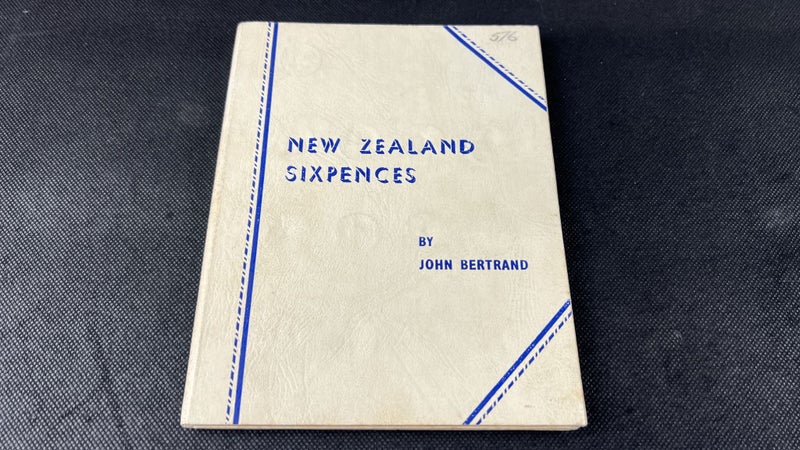 5/6
NEW ZEALAND
SIXPENCES
BY
JOHN BERTRAND